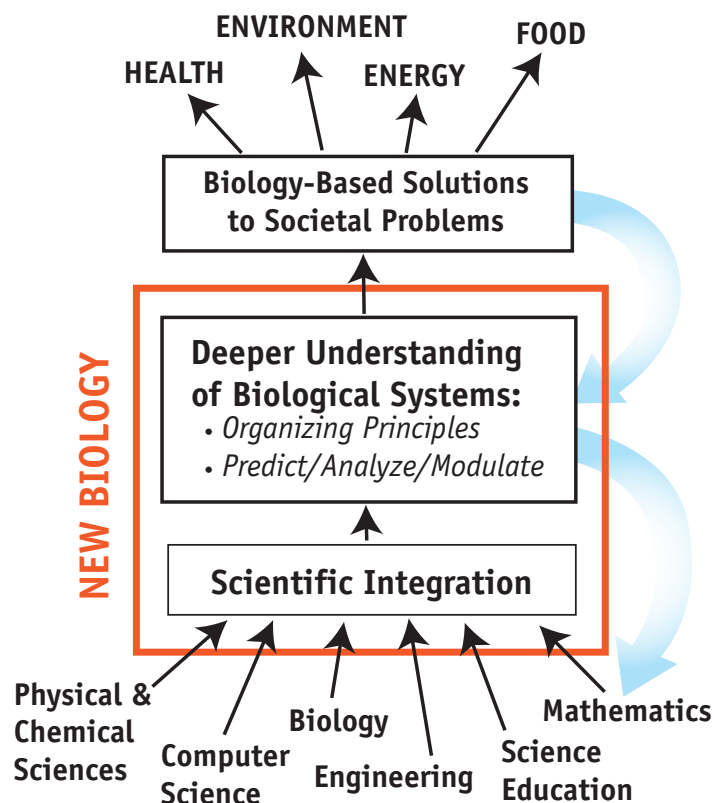 ENVIRONMENT
FOOD
HEALTH
ENERGY
Biology-Based Solutions
to Societal Problems
NEW BIOLOGY
Deeper Understanding
of Biological Systems:
• Organizing Principles
• Predict/Analyze/Modulate
Scientific Integration
Physical &
Chemical
Sciences
Computer
Science
Biology
Engineering
Science
Education
Mathematics